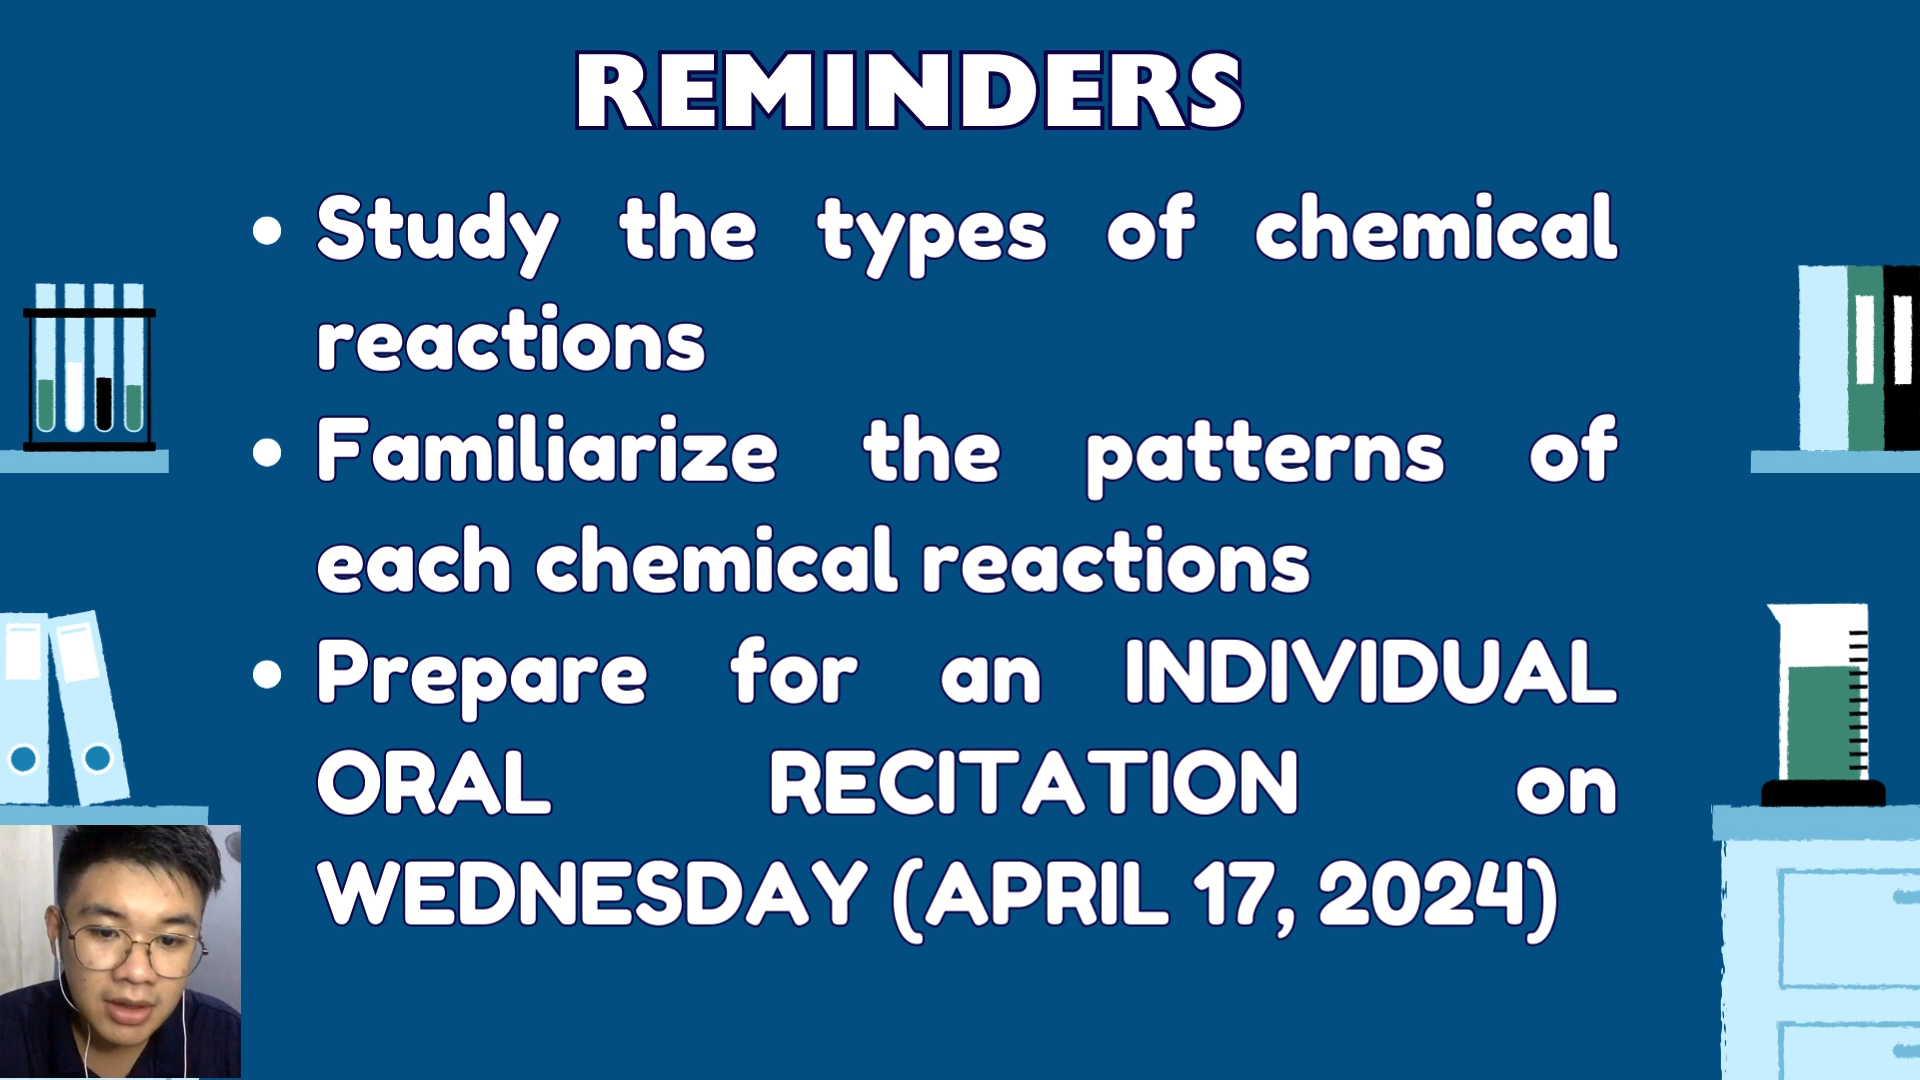 REMINDERS
• Study the types of chemical
reactions
• Familiarize the patterns of
each chemical reactions
• Prepare for an INDIVIDUAL
ORAL RECITATION on
WEDNESDAY (APRIL 17, 2024)